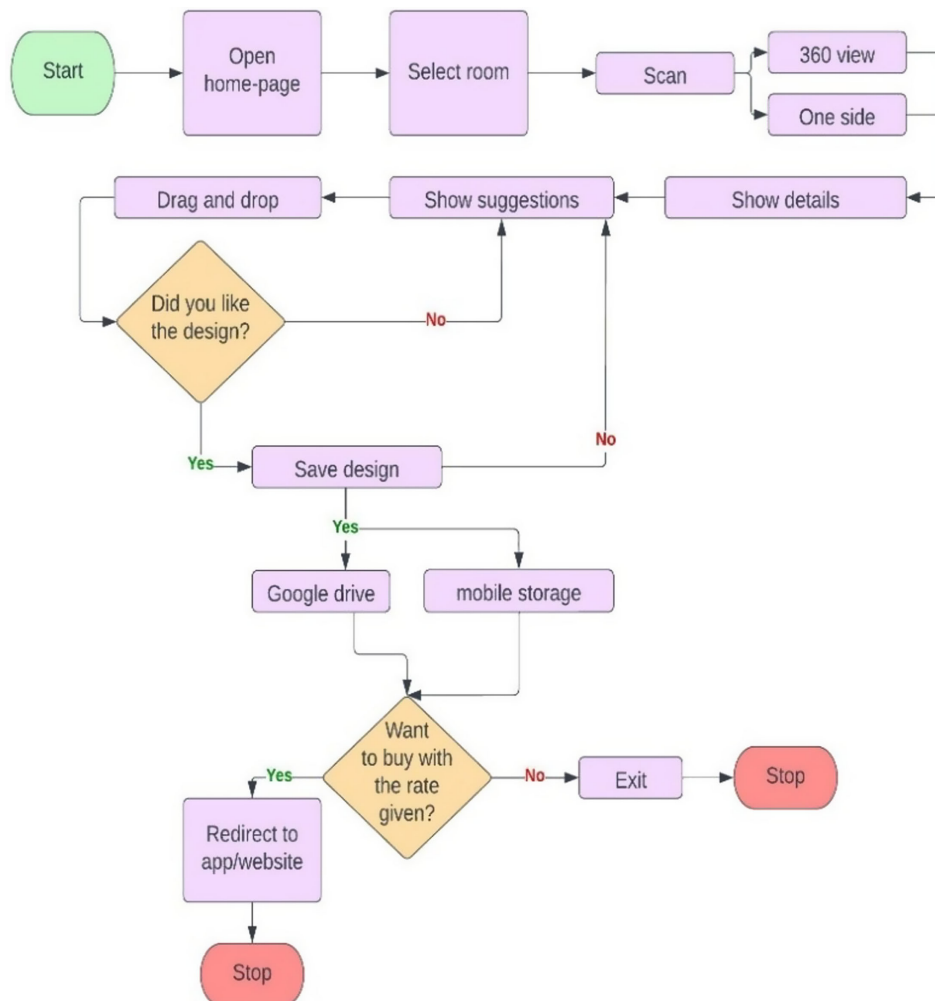 Start
Open
home-page
Select room
Scan
360 view
One side
Show details
Show suggestions
Drag and drop
Did you like
the design?
No
Yes
Save design
No
Yes
Google drive
mobile storage
Want
to buy with
the rate
given?
Yes
No
Exit
Stop
Redirect to
app/website
Stop